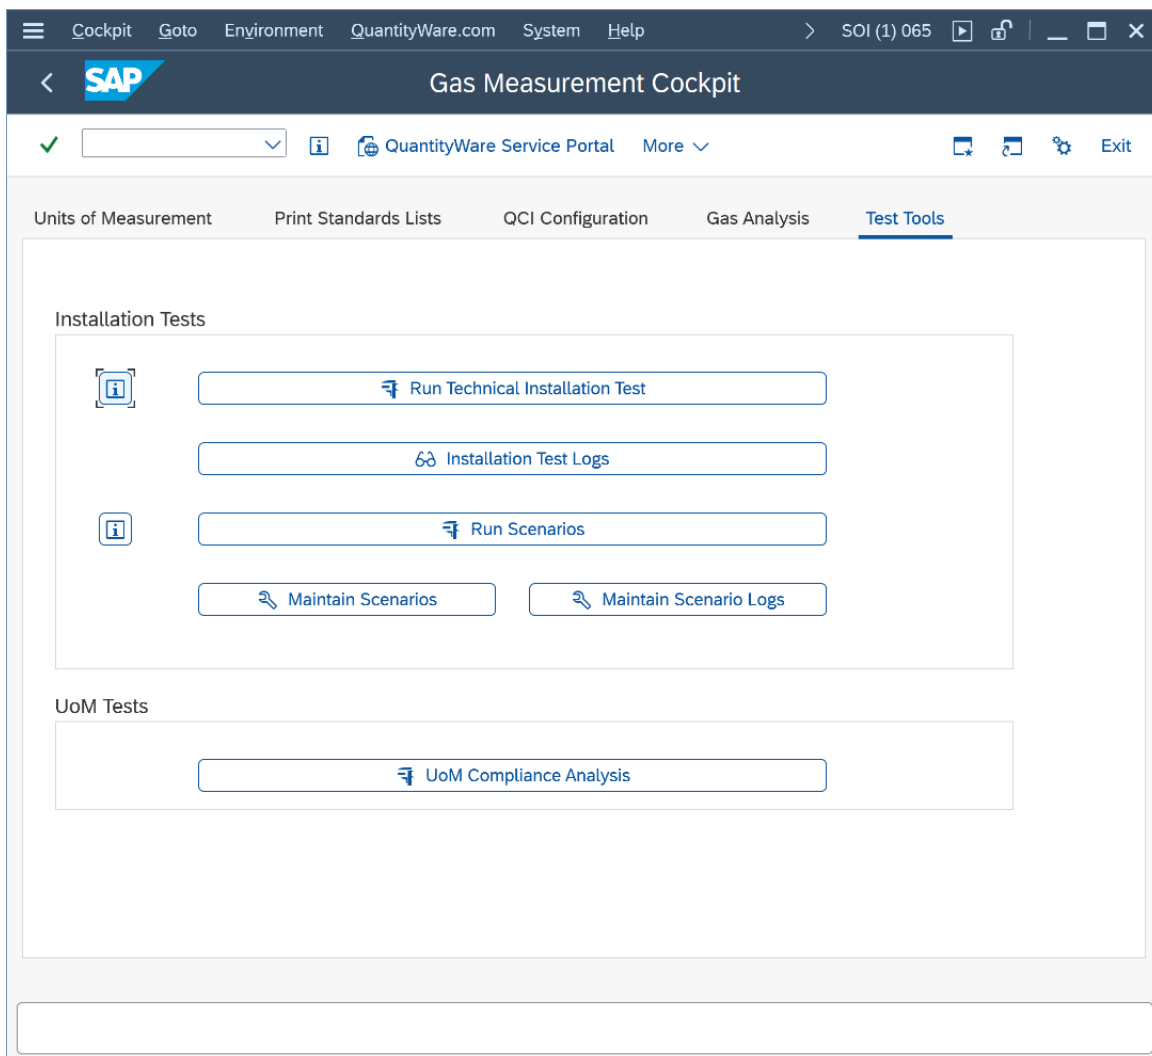 Cockpit Goto Environment QuantityWare.com System Help SOI (1) 065
SAP Gas Measurement Cockpit
QuantityWare Service Portal More Exit
Units of Measurement Print Standards Lists QCI Configuration Gas Analysis Test Tools
Installation Tests
Run Technical Installation Test
Installation Test Logs
Run Scenarios
Maintain Scenarios Maintain Scenario Logs
UoM Tests
UoM Compliance Analysis